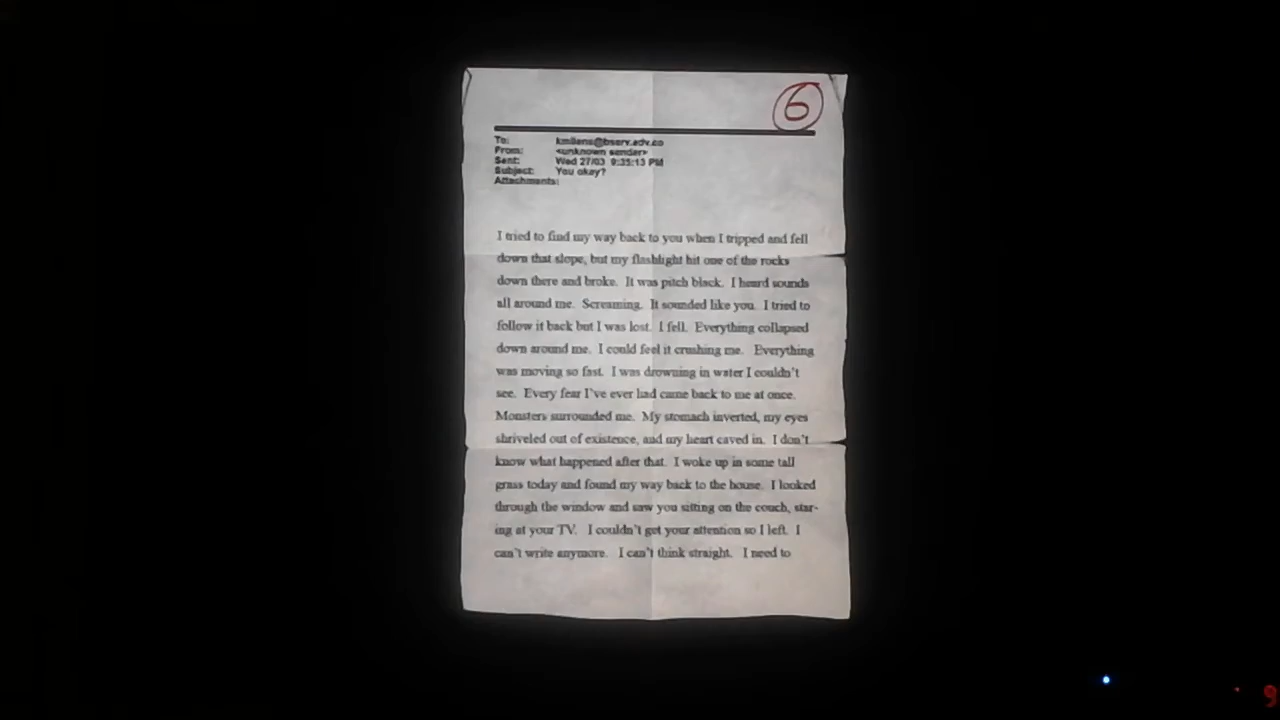 6
To: kmilens@bserv.edv.co
From: <unknown sender>
Sent: Wed 27/03 9:35:13 PM
Subject: You okay?
Attachments:
I tried to find my way back to you when I tripped and fell
down that slope, but my flashlight hit one of the rocks
down there and broke. It was pitch black. I heard sounds
all around me. Screaming. It sounded like you. I tried to
follow it back but I was lost. I fell. Everything collapsed
down around me. I could feel it crushing me. Everything
was moving so fast. I was drowning in water I couldn't
see. Every fear I've ever had came back to me at once.
Monsters surrounded me. My stomach inverted, my eyes
shriveled out of existence, and my heart caved in. I don't
know what happened after that. I woke up in some tall
grass today and found my way back to the house. I looked
through the window and saw you sitting on the couch, star-
ing at your TV. I couldn't get your attention so I left. I
can't write anymore. I can't think straight. I need to
9